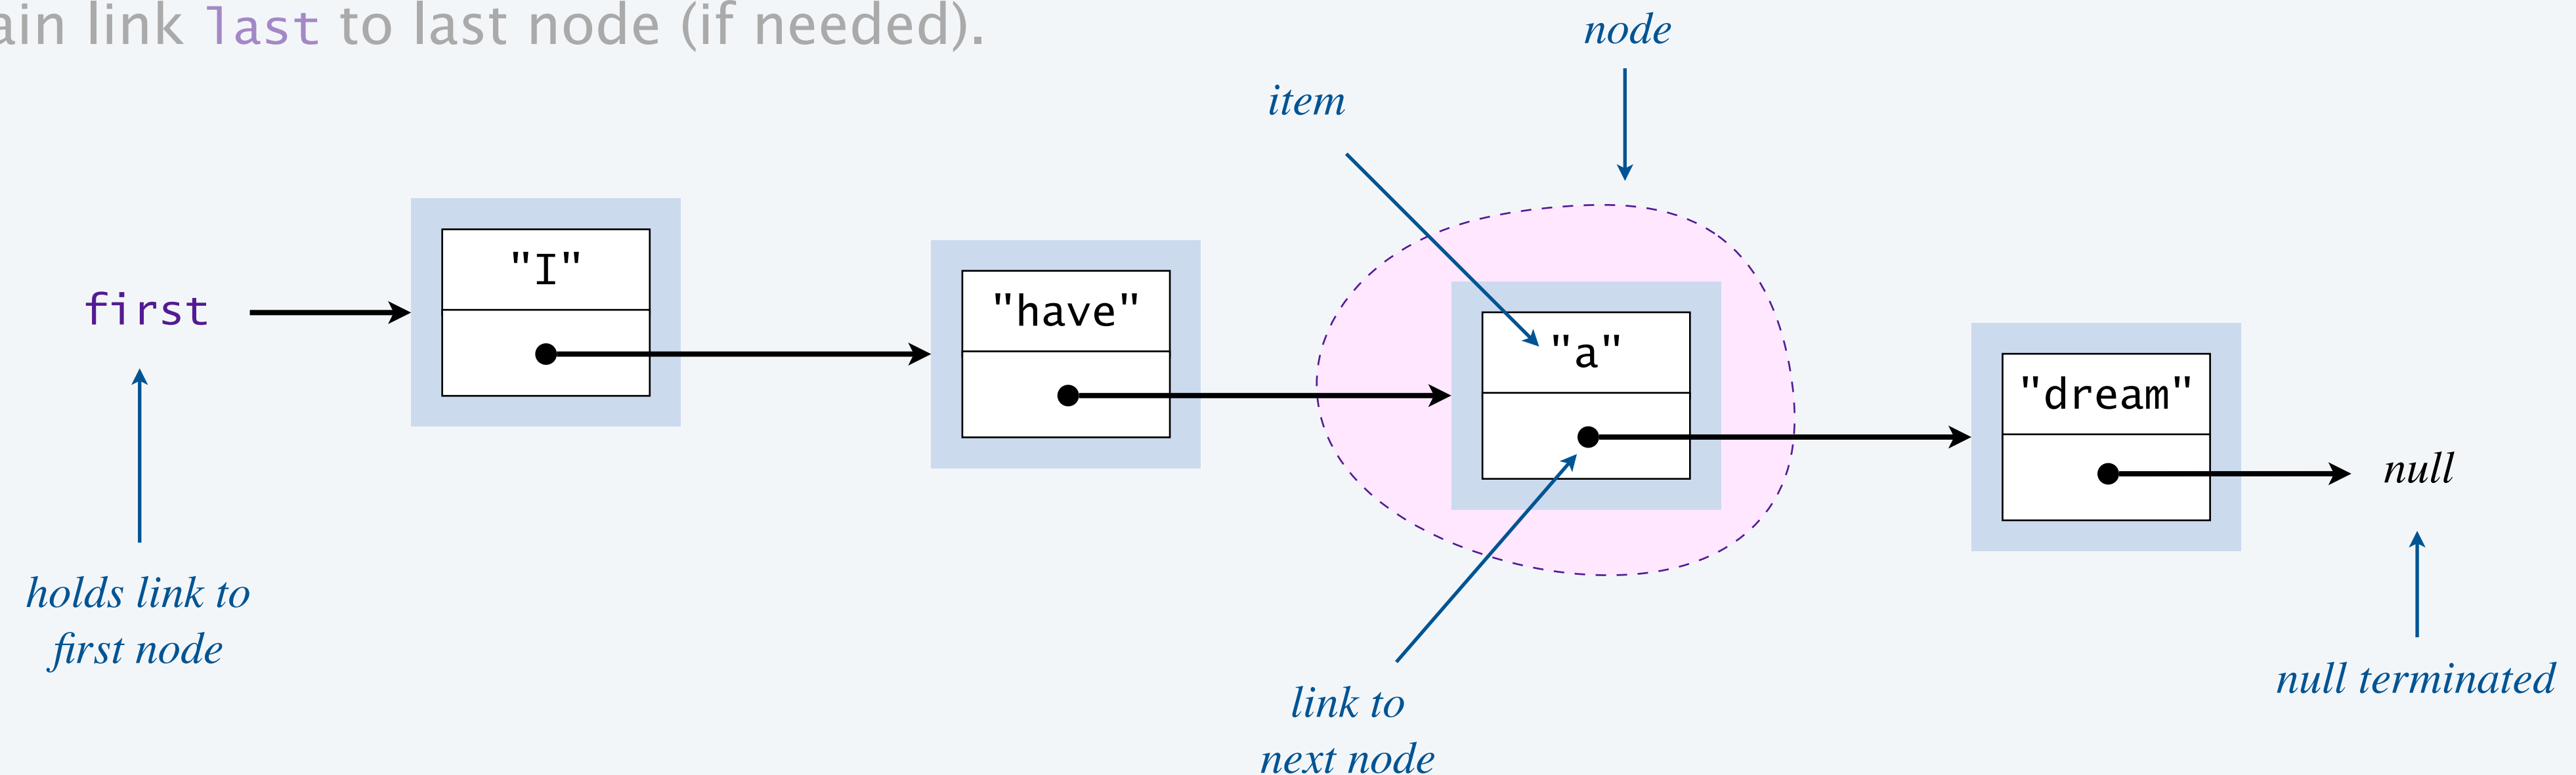 ain link last to last node (if needed).
node
item
first
"I"
"have"
"a"
"dream"
null
holds link to
first node
link to
next node
null terminated